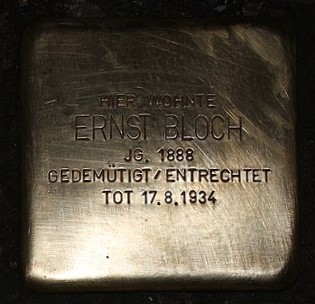 HIER WOHNTE
ERNST BLOCH
JG. 1888
GEDEMÜTIGT/ENTRECHTET
TOT 17.8.1934